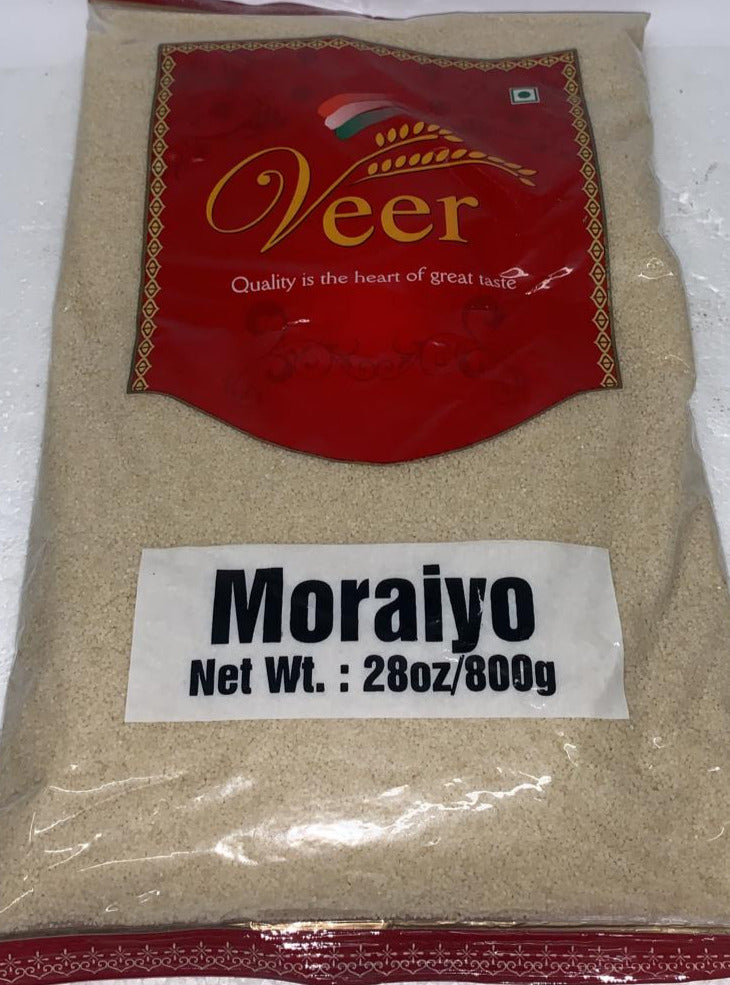 Veer
Quality is the heart of great taste
Moraiyo
Net Wt. : 28oz/800g